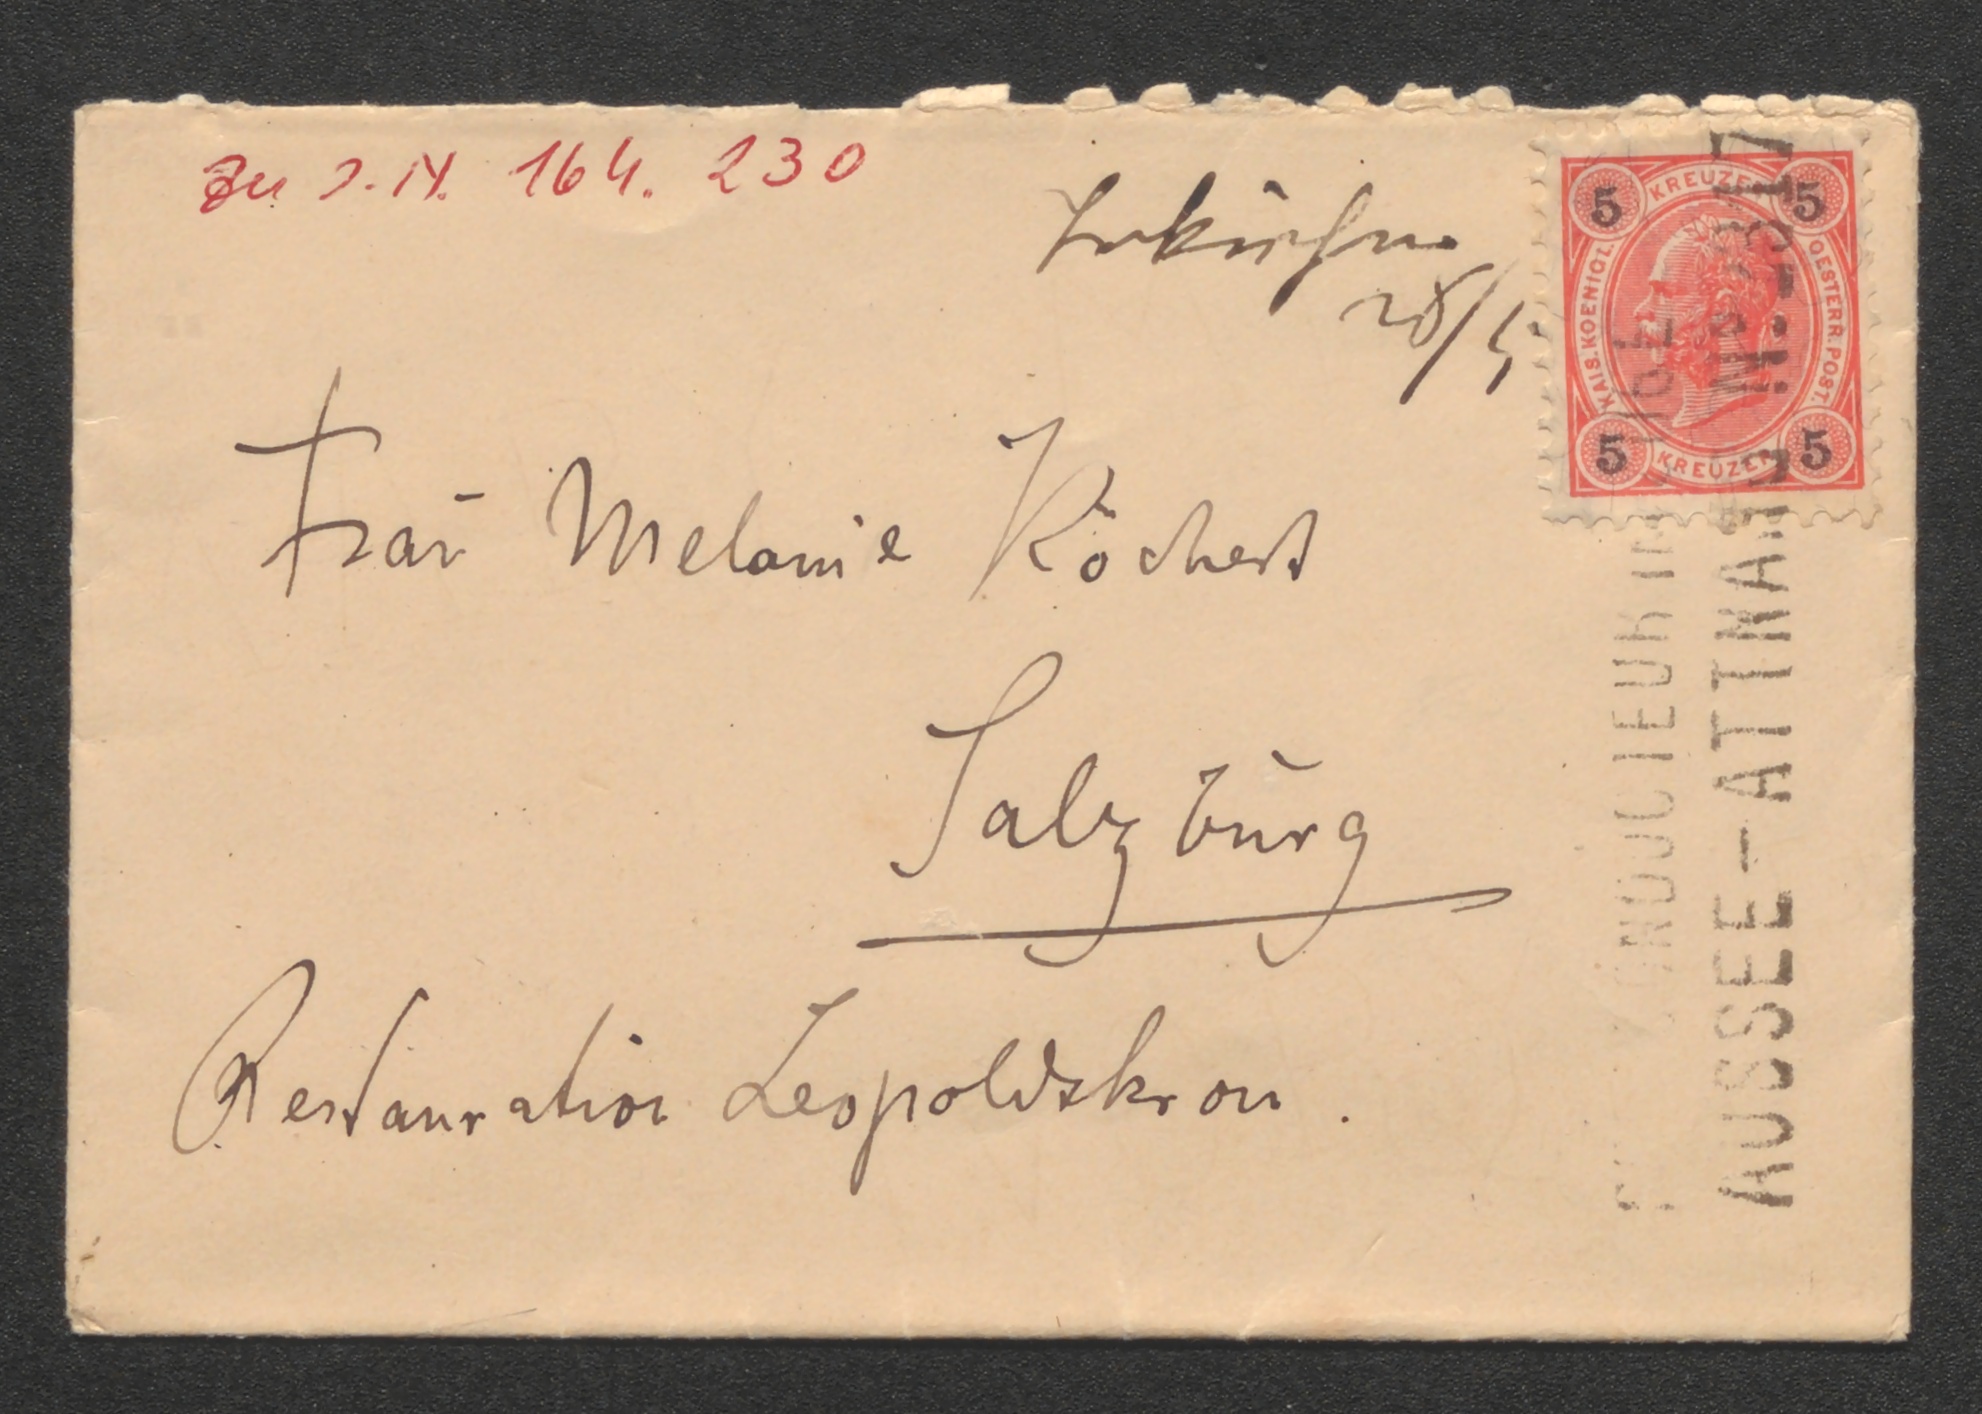 Zu J.N. 164.230
28/5
5 KREUZER 5
KAIS. KOENIGL. OESTERR. POST.
5 KREUZER 5
Frau Melanie Köchert
Salzburg
Restauration Leopoldskron.
AUSSEE-ATTNANG